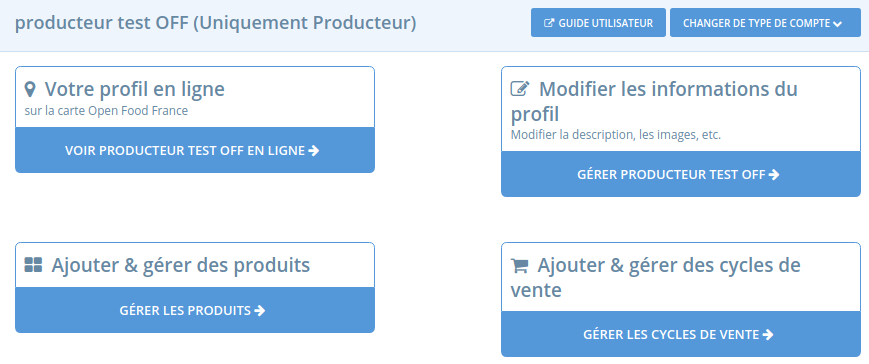 producteur test OFF (Uniquement Producteur)
GUIDE UTILISATEUR
CHANGER DE TYPE DE COMPTE
Votre profil en ligne
sur la carte Open Food France
VOIR PRODUCTEUR TEST OFF EN LIGNE
Modifier les informations du
profil
Modifier la description, les images, etc.
GÉRER PRODUCTEUR TEST OFF
Ajouter & gérer des produits
GÉRER LES PRODUITS
Ajouter & gérer des cycles de
vente
GÉRER LES CYCLES DE VENTE